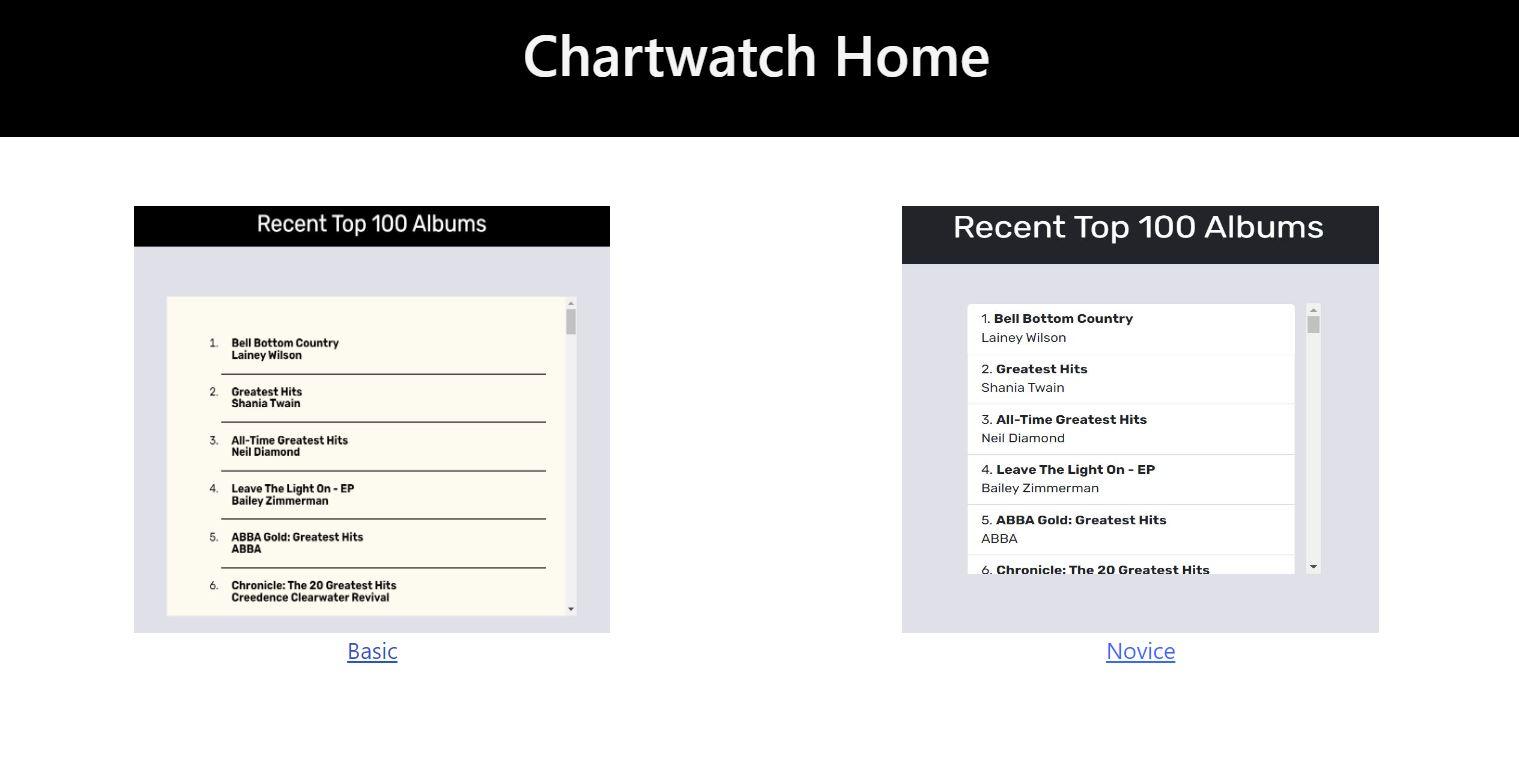 Chartwatch Home
Recent Top 100 Albums
1. Bell Bottom Country
Lainey Wilson
2. Greatest Hits
Shania Twain
3. All-Time Greatest Hits
Neil Diamond
4. Leave The Light On - EP
Bailey Zimmerman
5. ABBA Gold: Greatest Hits
ABBA
6. Chronicle: The 20 Greatest Hits
Creedence Clearwater Revival
Basic
Recent Top 100 Albums
1. Bell Bottom Country
Lainey Wilson
2. Greatest Hits
Shania Twain
3. All-Time Greatest Hits
Neil Diamond
4. Leave The Light On - EP
Bailey Zimmerman
5. ABBA Gold: Greatest Hits
ABBA
6. Chronicle: The 20 Greatest Hits
Novice